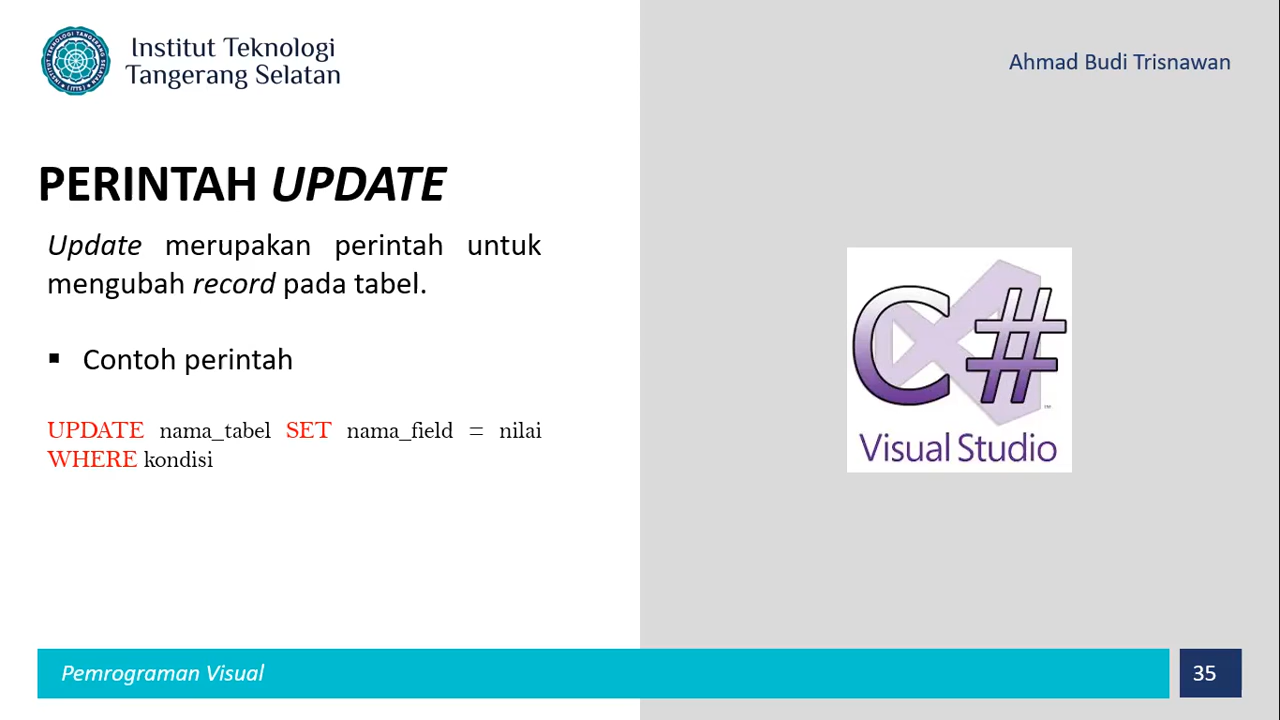 Institut Teknologi
Tangerang Selatan
Ahmad Budi Trisnawan
PERINTAH UPDATE
Update merupakan perintah untuk
mengubah record pada tabel.
▪ Contoh perintah
UPDATE nama_tabel SET nama_field = nilai
WHERE kondisi
C#
Visual Studio
Pemrograman Visual
35